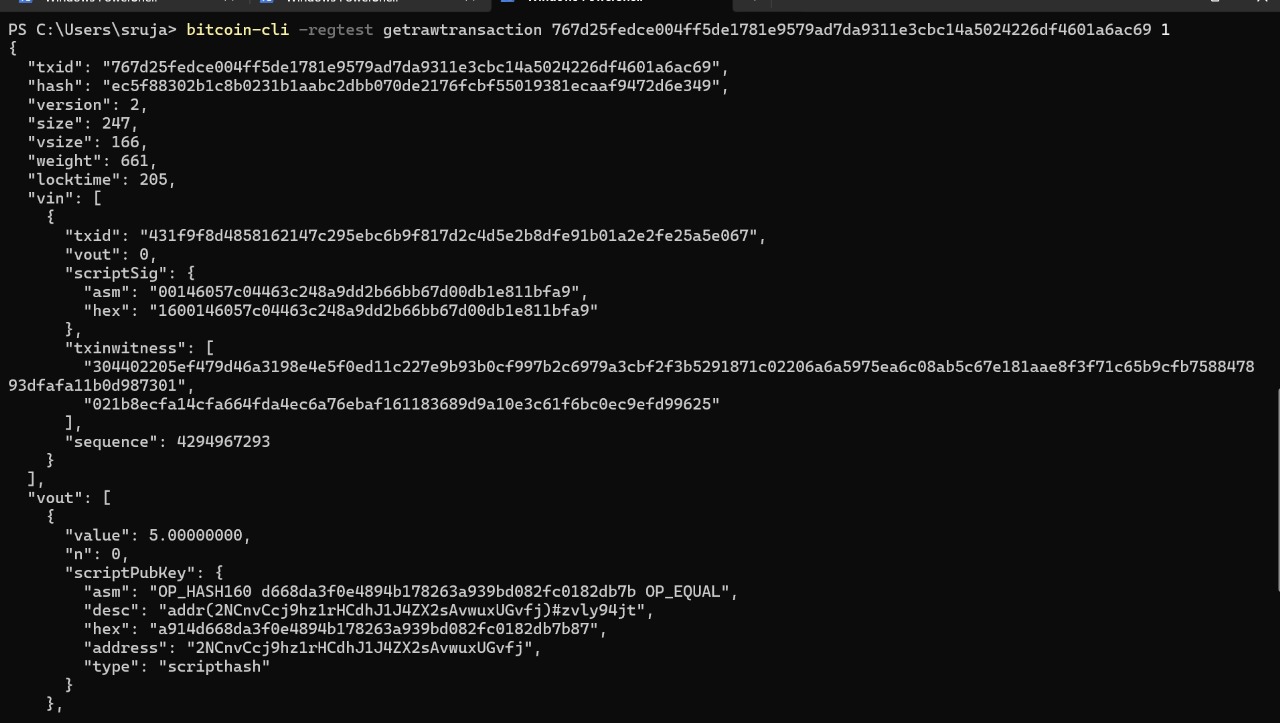 PS C:\Users\sruja> bitcoin-cli -regtest getrawtransaction 767d25fedce004ff5de1781e9579ad7da9311e3cbc14a5024226df4601a6ac69 1
{
  "txid": "767d25fedce004ff5de1781e9579ad7da9311e3cbc14a5024226df4601a6ac69",
  "hash": "ec5f88302b1c8b0231b1aabc2dbb070de2176fcbf55019381ecaaf9472d6e349",
  "version": 2,
  "size": 247,
  "vsize": 166,
  "weight": 661,
  "locktime": 205,
  "vin": [
    {
      "txid": "431f9f8d4858162147c295ebc6b9f817d2c4d5e2b8dfe91b01a2e2fe25a5e067",
      "vout": 0,
      "scriptSig": {
        "asm": "00146057c04463c248a9dd2b66bb67d00db1e811bfa9",
        "hex": "1600146057c04463c248a9dd2b66bb67d00db1e811bfa9"
      },
      "txinwitness": [
        "304402205ef479d46a3198e4e5f0ed11c227e9b93b0cf997b2c6979a3cbf2f3b5291871c02206a6a5975ea6c08ab5c67e181aae8f3f71c65b9cfb7588478
93dfafa11b0d987301",
        "021b8ecfa14cfa664fda4ec6a76ebaf161183689d9a10e3c61f6bc0ec9efd99625"
      ],
      "sequence": 4294967293
    }
  ],
  "vout": [
    {
      "value": 5.00000000,
      "n": 0,
      "scriptPubKey": {
        "asm": "OP_HASH160 d668da3f0e4894b178263a939bd082fc0182db7b OP_EQUAL",
        "desc": "addr(2NCnvCcj9hz1rHCdhJ1J4ZX2sAvwuxUGvfj)#zvly94jt",
        "hex": "a914d668da3f0e4894b178263a939bd082fc0182db7b87",
        "address": "2NCnvCcj9hz1rHCdhJ1J4ZX2sAvwuxUGvfj",
        "type": "scripthash"
      }
    },